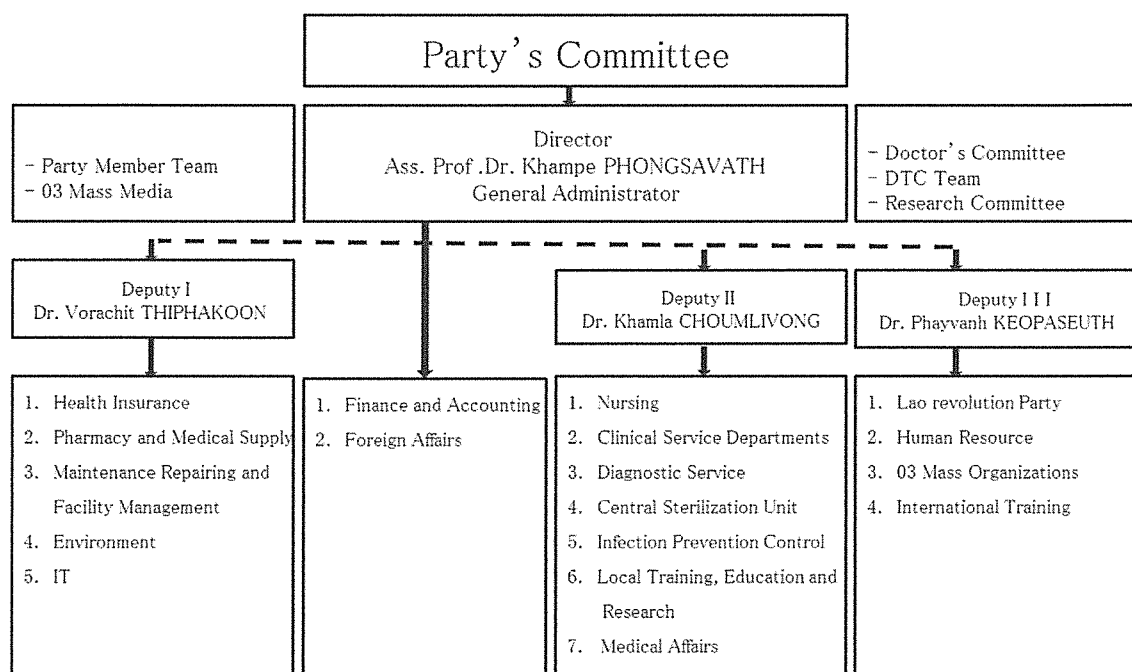 Party's Committee
- Party Member Team
- 03 Mass Media
Director
Ass. Prof .Dr. Khampe PHONGSAVATH
General Administrator
- Doctor's Committee
- DTC Team
- Research Committee
Deputy I
Dr. Vorachit THIPHAKOON
Deputy II
Dr. Khamla CHOUMLIVONG
Deputy I I I
Dr. Phayvanh KEOPASEUTH
1. Health Insurance
2. Pharmacy and Medical Supply
3. Maintenance Repairing and
Facility Management
4. Environment
5. IT
1. Finance and Accounting
2. Foreign Affairs
1. Nursing
2. Clinical Service Departments
3. Diagnostic Service
4. Central Sterilization Unit
5. Infection Prevention Control
6. Local Training, Education and
Research
7. Medical Affairs
1. Lao revolution Party
2. Human Resource
3. 03 Mass Organizations
4. International Training